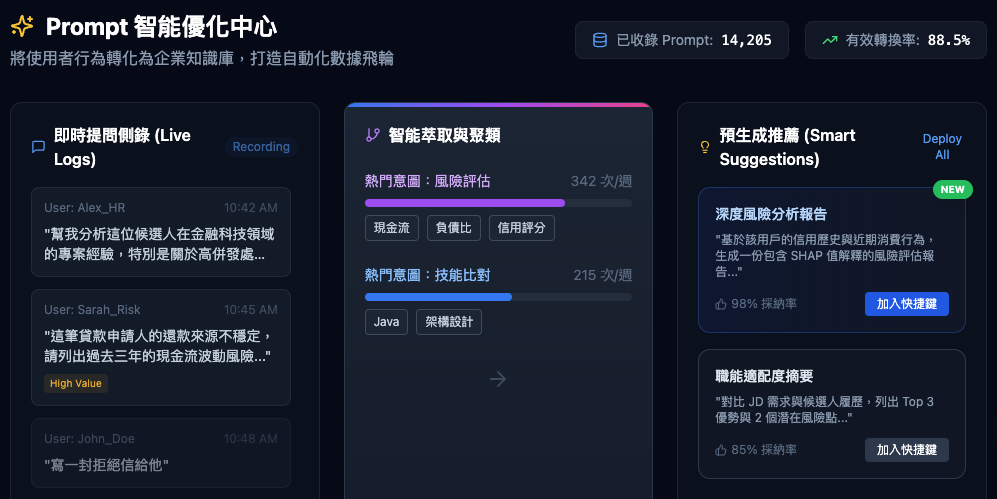 Prompt 智能優化中心
將使用者行為轉化為企業知識庫，打造自動化數據飛輪
已收錄 Prompt: 14,205
有效轉換率: 88.5%
即時提問側錄 (Live
Logs)
Recording
User: Alex_HR
10:42 AM
"幫我分析這位候選人在金融科技領域
的專案經驗，特別是關於高併發處...
User: Sarah_Risk
10:45 AM
"這筆貸款申請人的還款來源不穩定，
請列出過去三年的現金流波動風險..."
High Value
User: John_Doe
10:48 AM
"寫一封拒絕信給他"
智能萃取與聚類
熱門意圖：風險評估
342 次/週
現金流
負債比
信用評分
熱門意圖：技能比對
215 次/週
Java
架構設計
預生成推薦 (Smart
Suggestions)
Deploy
All
NEW
深度風險分析報告
"基於該用戶的信用歷史與近期消費行為，
生成一份包含 SHAP 值解釋的風險評估報
告..."
98% 採納率
加入快捷鍵
職能適配度摘要
"對比 JD 需求與候選人履歷，列出 Top 3
優勢與 2 個潛在風險點..."
85% 採納率
加入快捷鍵